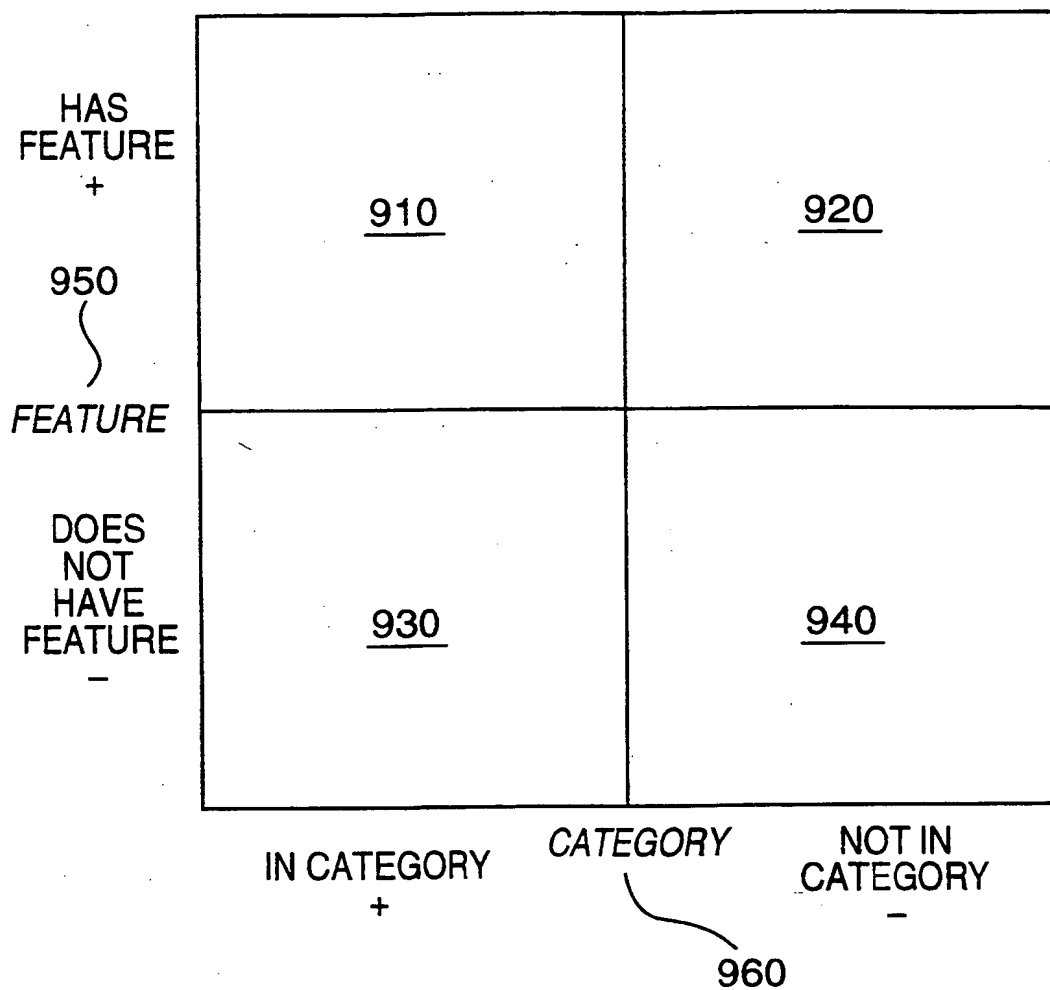 HAS
FEATURE
+
910
920
950
FEATURE
DOES
NOT
HAVE
FEATURE
–
930
940
IN CATEGORY
+
CATEGORY
NOT IN
CATEGORY
–
960